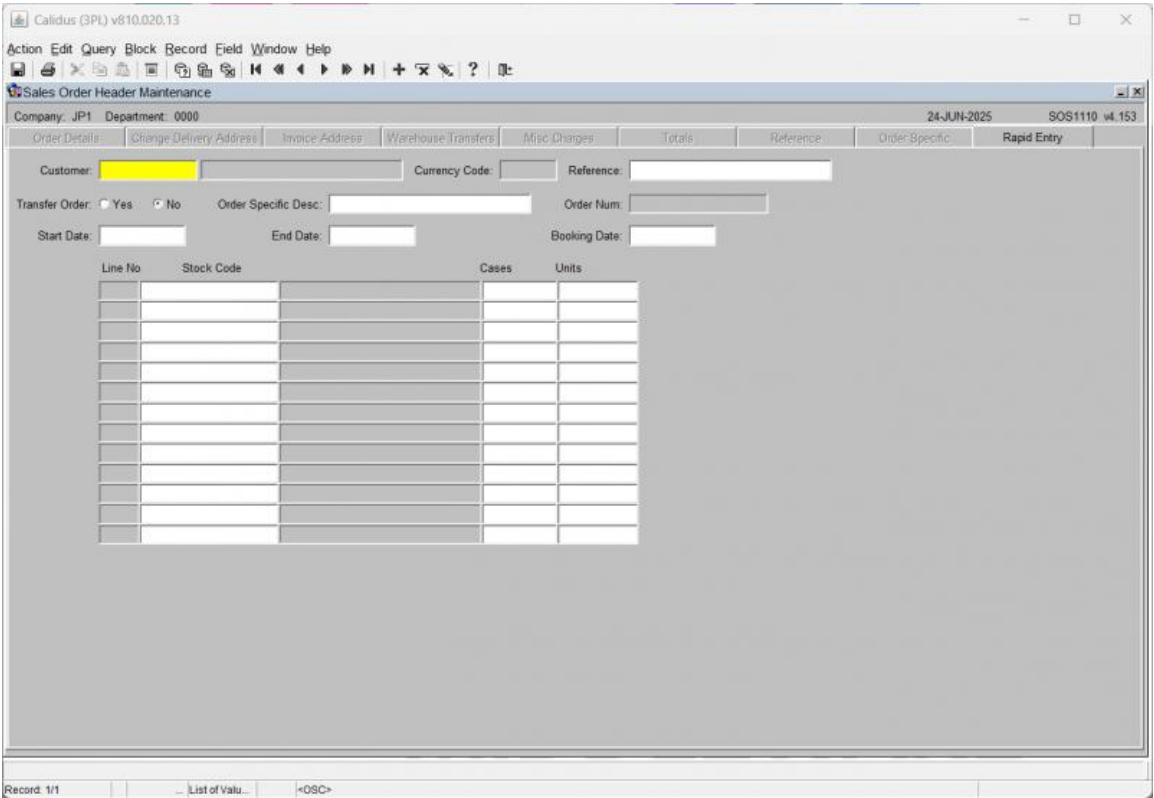 Calidus (3PL) v810.020.13
Action Edit Query Block Record Field Window Help
Sales Order Header Maintenance
Company: JP1 Department: 0000 24-JUN-2025 SOS1110 v4.153
Order Details Change Delivery Address Invoice Address Warehouse Transfers Misc Charges Totals Reference Order Specific Rapid Entry
Customer: Currency Code: Reference:
Transfer Order: Yes No Order Specific Desc: Order Num:
Start Date: End Date: Booking Date:
Line No Stock Code Cases Units
Record: 1/1 ... List of Valu... <OSC>